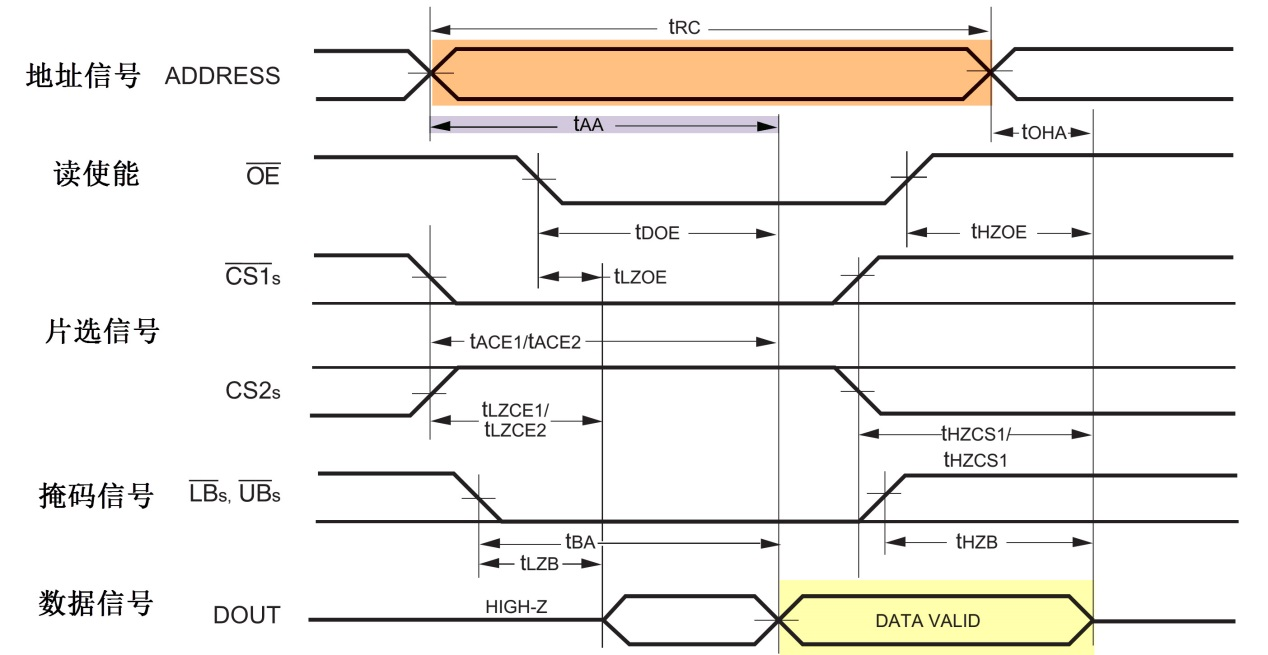 tRC
地址信号 ADDRESS
tAA
tOHA
读使能 OE
tDOE
tHZOE
CS1s
tLZOE
片选信号
tACE1/tACE2
CS2s
tLZCE1/
tLZCE2
tHZCS1/
tHZCS1
掩码信号 LBs, UBs
tBA
tHZB
tLZB
数据信号 DOUT
HIGH-Z
DATA VALID